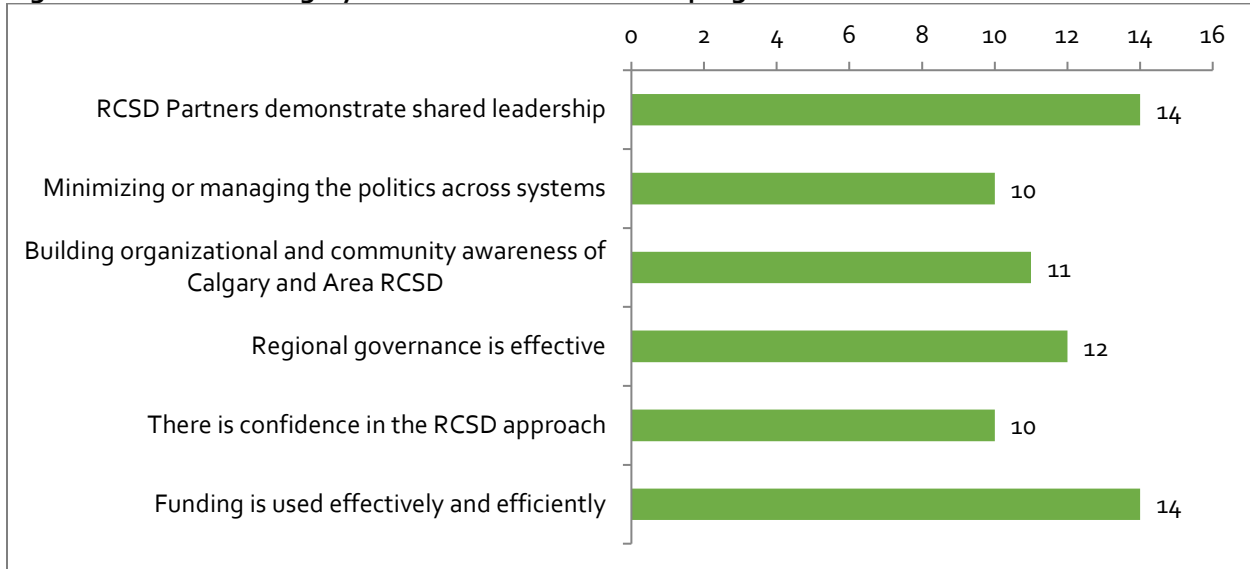 0 2 4 6 8 10 12 14 16
RCSD Partners demonstrate shared leadership 14
Minimizing or managing the politics across systems 10
Building organizational and community awareness of
Calgary and Area RCSD 11
Regional governance is effective 12
There is confidence in the RCSD approach 10
Funding is used effectively and efficiently 14